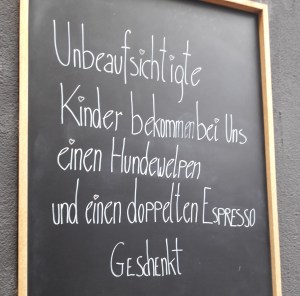 Unbeaufsichtigte
Kinder bekommen bei Uns
einen Hundewelpen
und einen doppelten ESPRESSO
GESCHENKT